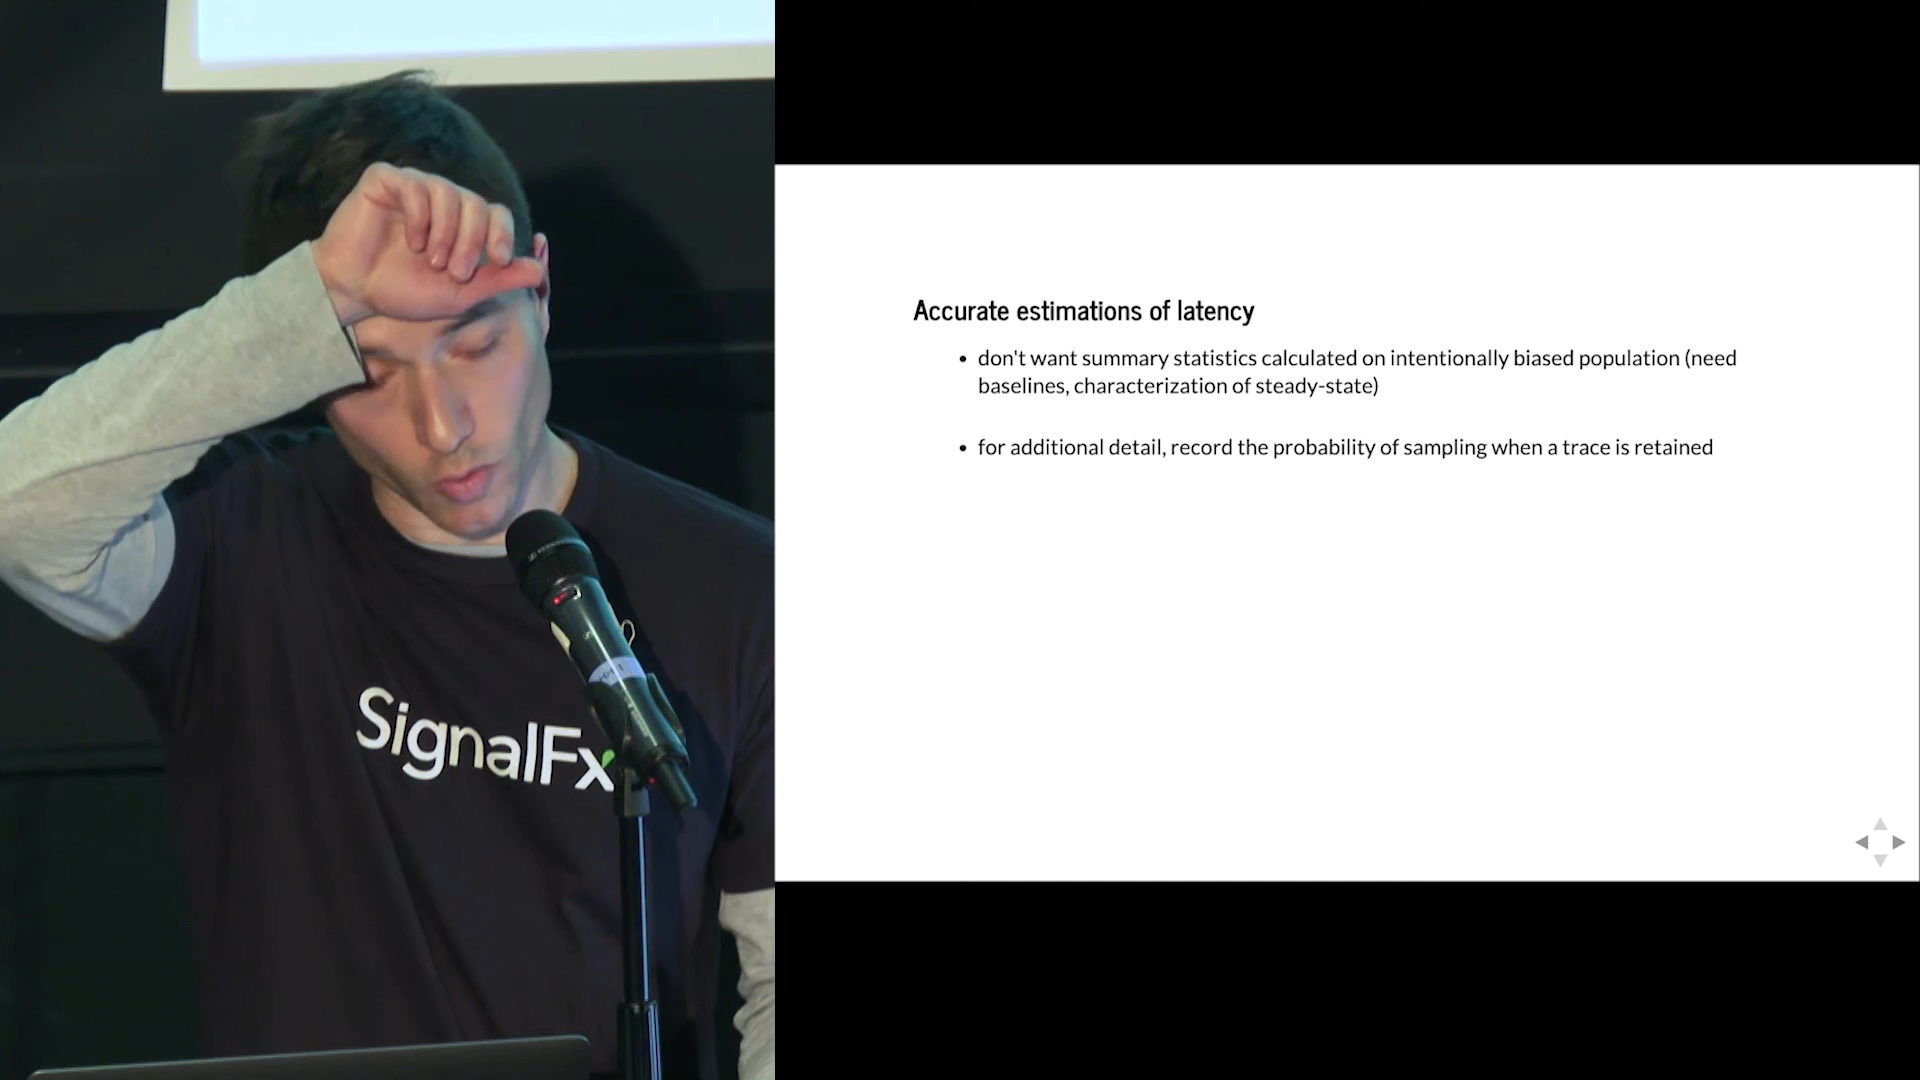 SignalFx
Accurate estimations of latency
• don't want summary statistics calculated on intentionally biased population (need
baselines, characterization of steady-state)
• for additional detail, record the probability of sampling when a trace is retained